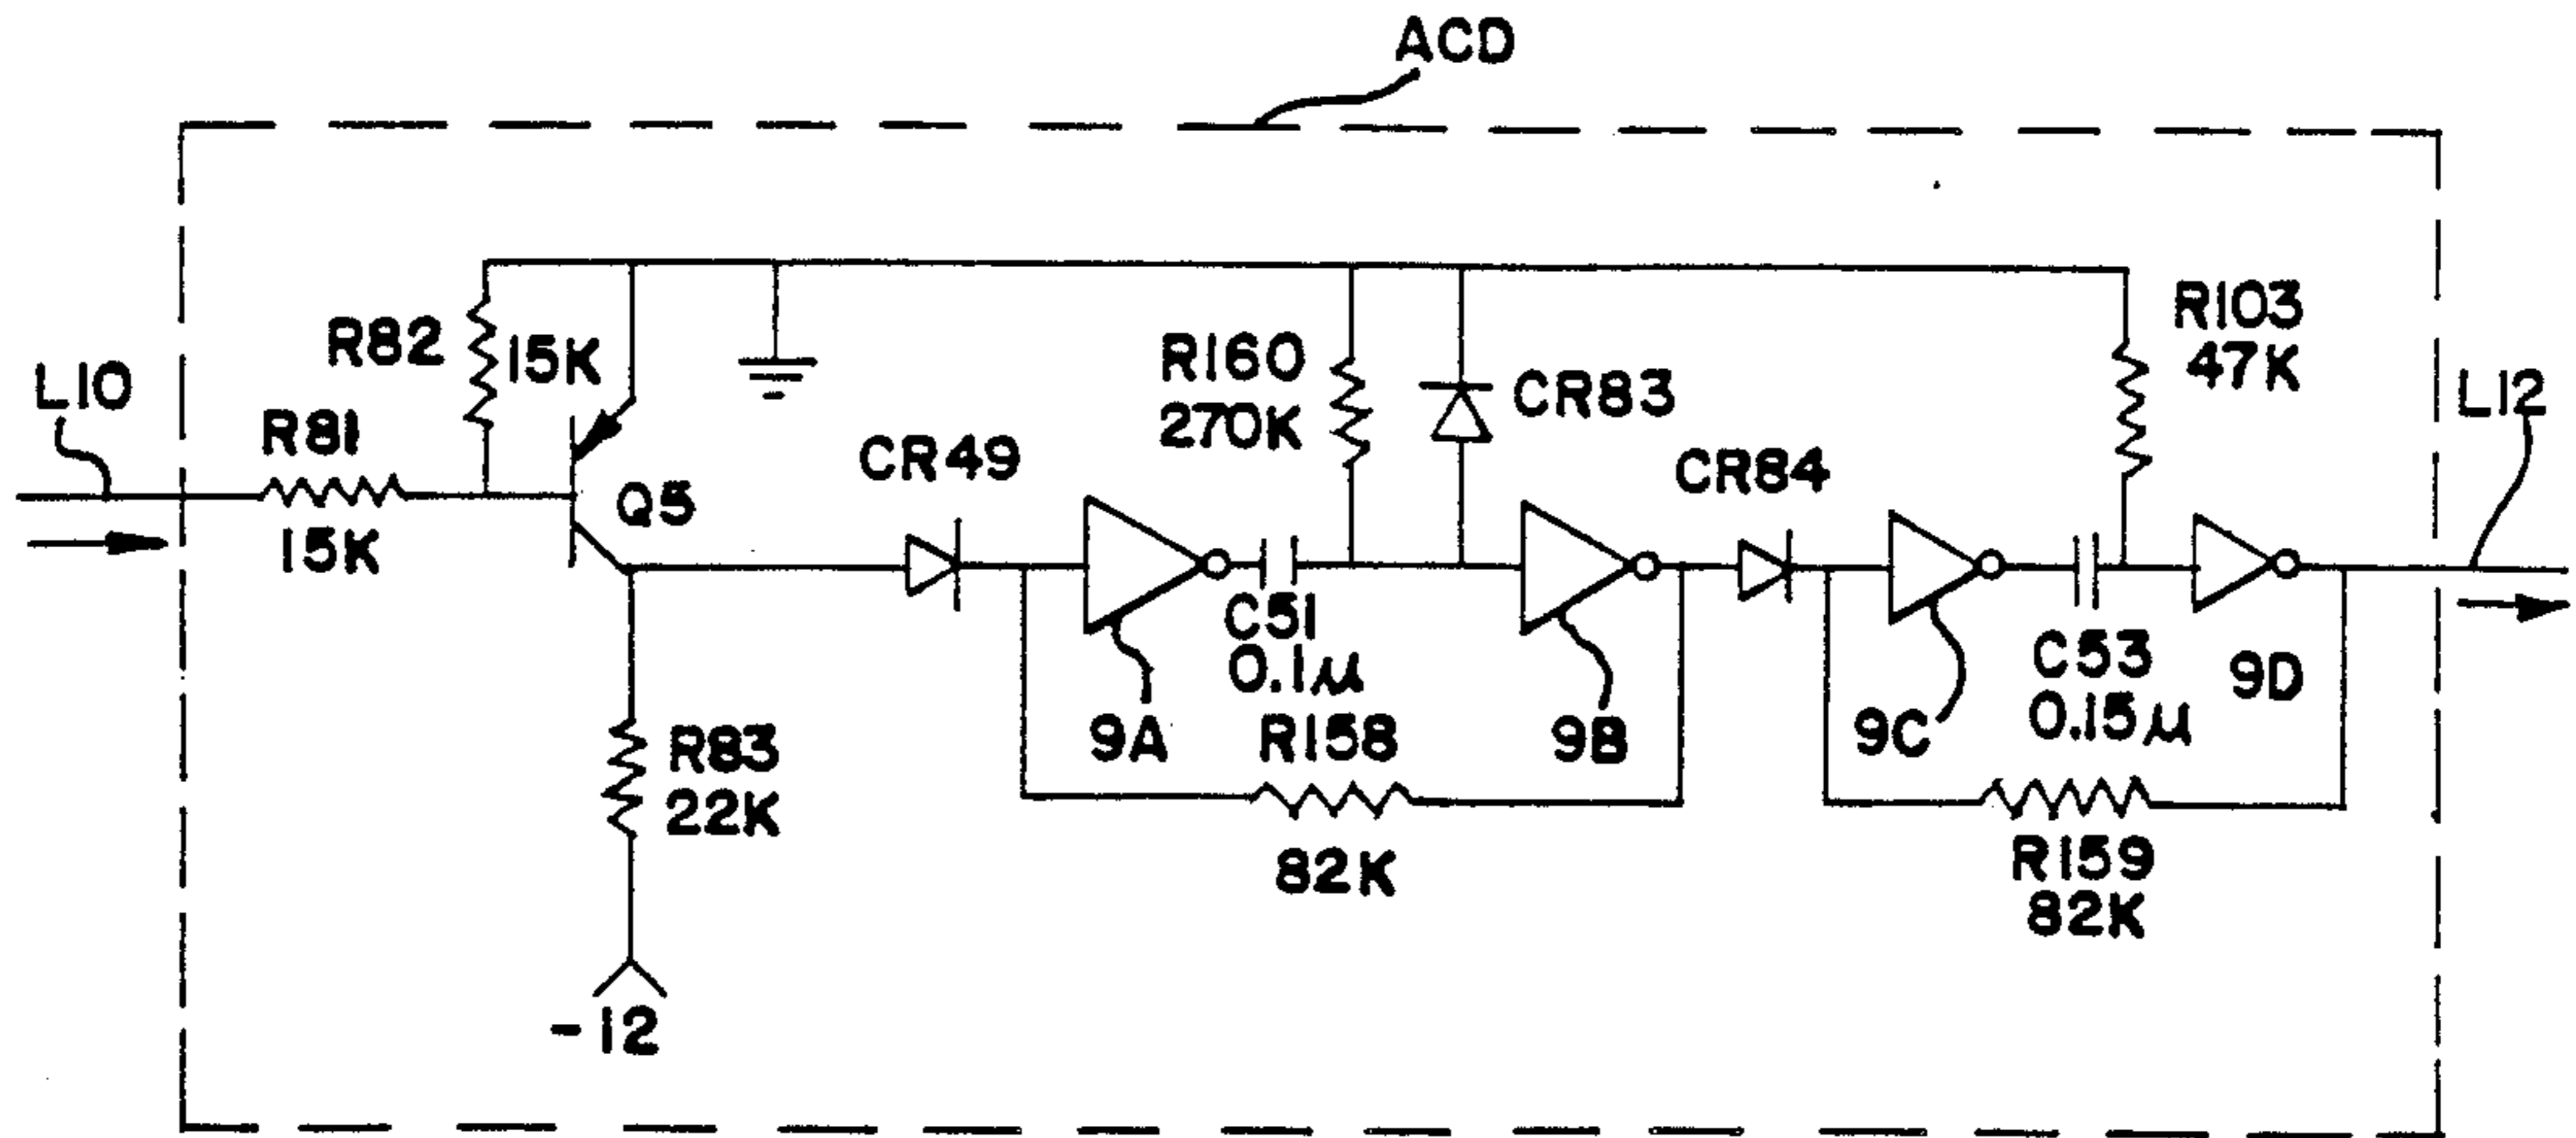 ACD
L10
R81
15K
R82
15K
Q5
R83
22K
-12
CR49
9A
C51
0.1µ
R158
82K
R160
270K
CR83
9B
CR84
9C
C53
0.15µ
R159
82K
R103
47K
9D
L12